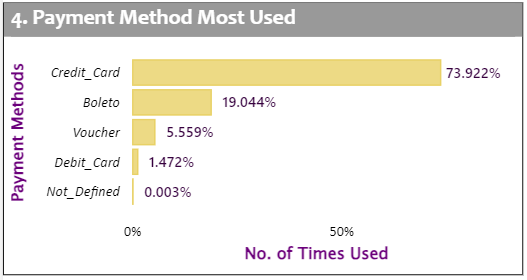 4. Payment Method Most Used
Payment Methods
Credit_Card 73.922%
Boleto 19.044%
Voucher 5.559%
Debit_Card 1.472%
Not_Defined 0.003%
0% 50%
No. of Times Used